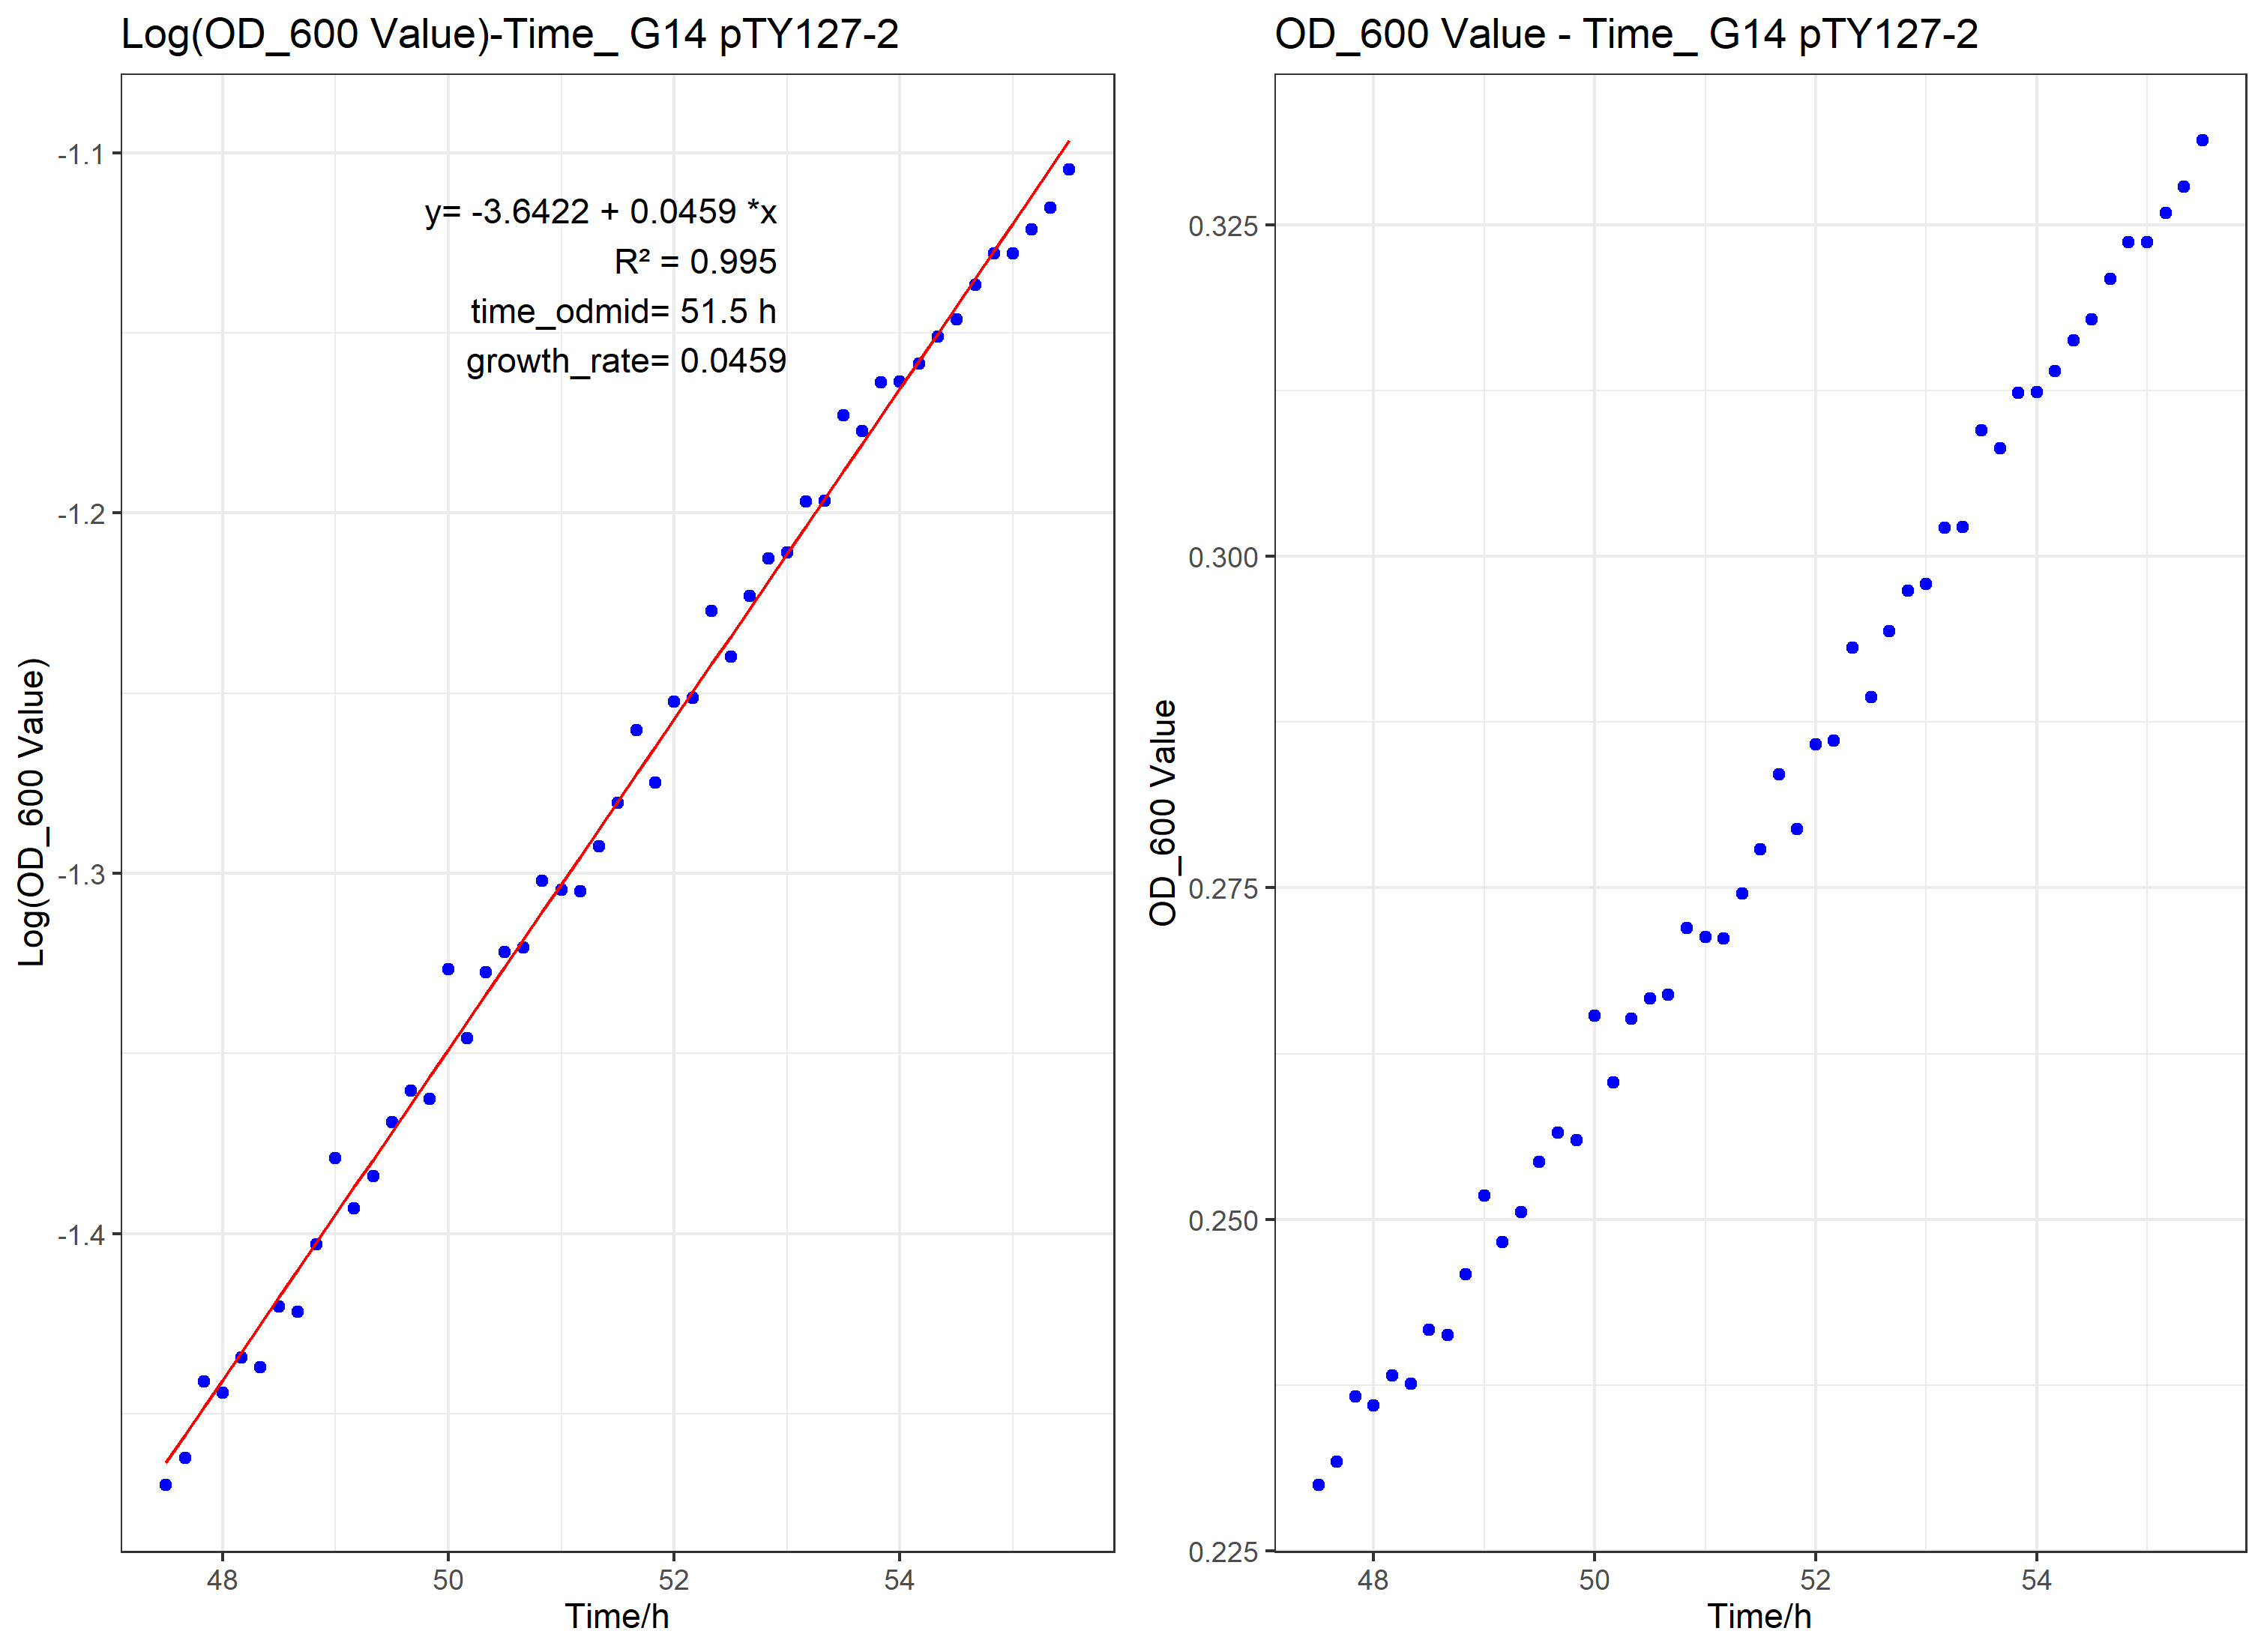 Log(OD_600 Value)-Time_ G14 pTY127-2
y= -3.6422 + 0.0459 *x
R² = 0.995
time_odmid= 51.5 h
growth_rate= 0.0459
Log(OD_600 Value)
-1.1
-1.2
-1.3
-1.4
48 50 52 54
Time/h
OD_600 Value - Time_ G14 pTY127-2
OD_600 Value
0.325
0.300
0.275
0.250
0.225
48 50 52 54
Time/h